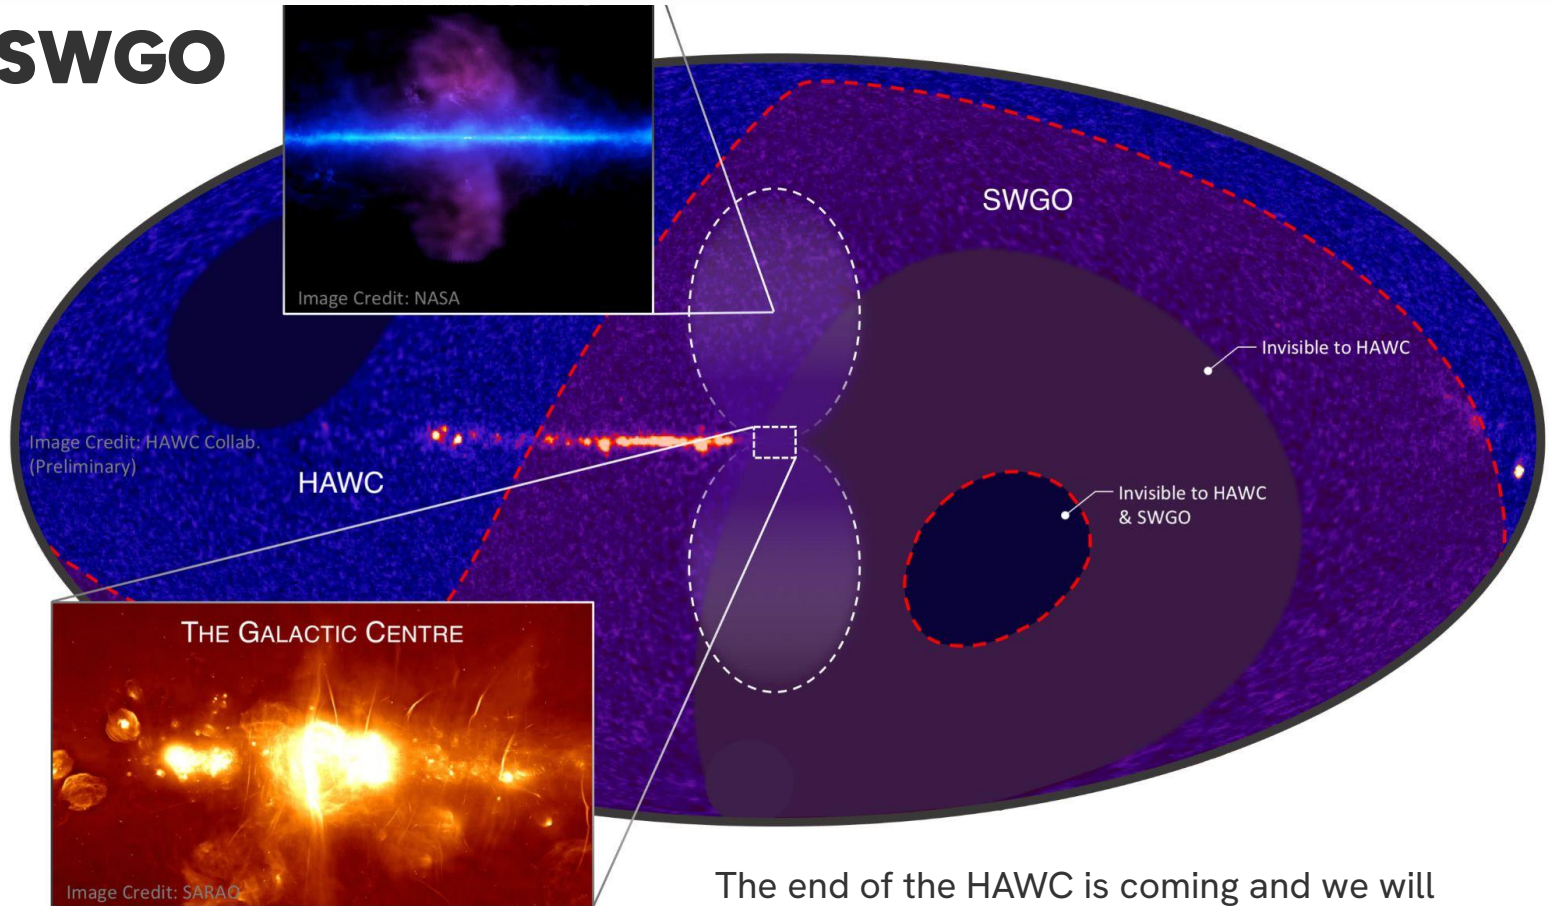 SWGO
Image Credit: NASA
SWGO
Invisible to HAWC
Image Credit: HAWC Collab.
(Preliminary)
HAWC
Invisible to HAWC
& SWGO
THE GALACTIC CENTRE
Image Credit: SARAO
The end of the HAWC is coming and we will